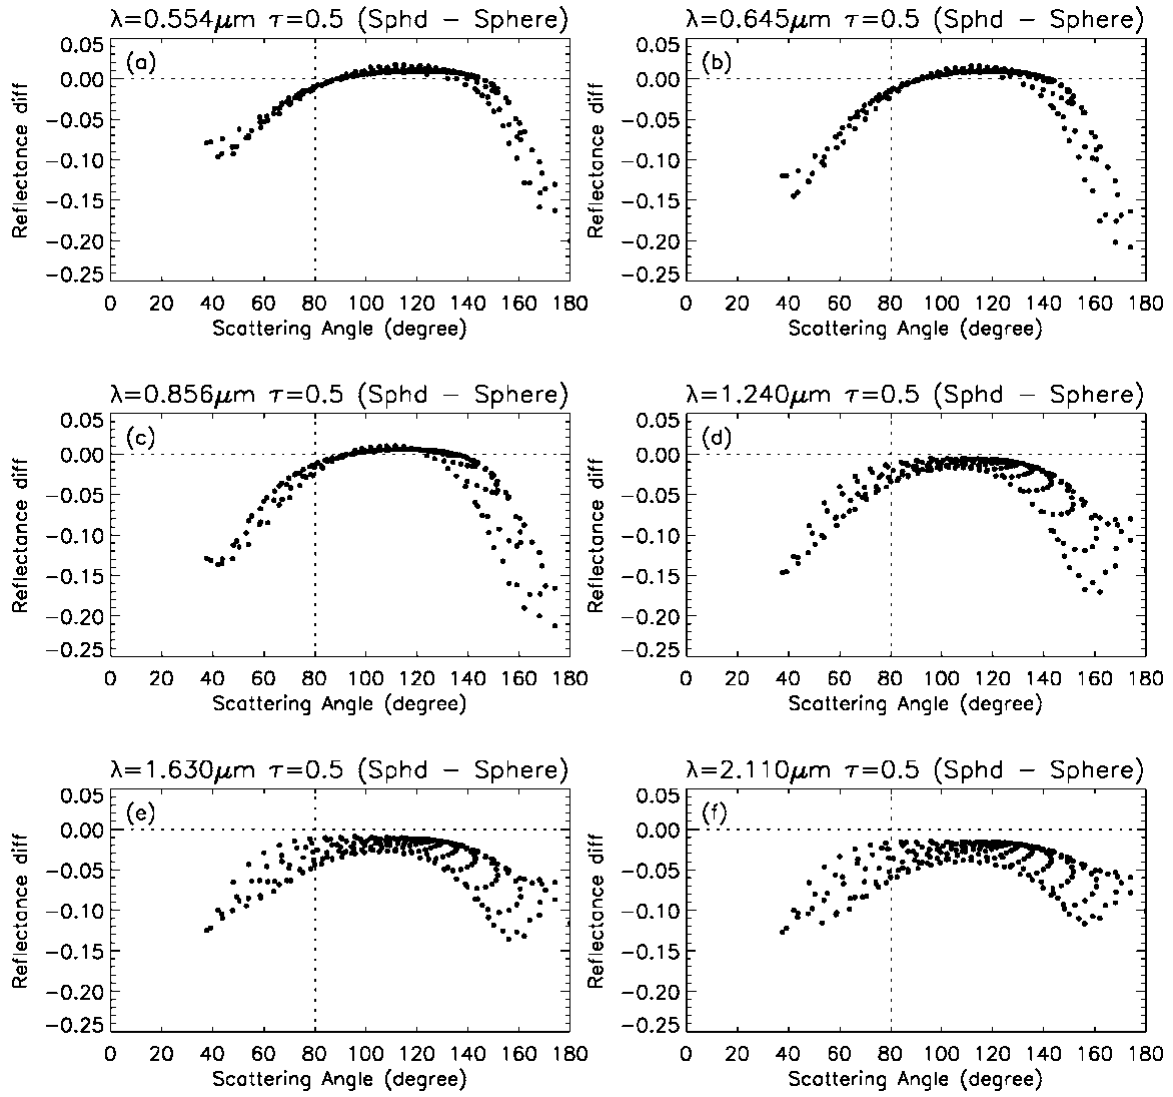 λ=0.554μm τ=0.5 (Sphd − Sphere)
(a)
Reflectance diff
0.05
0.00
−0.05
−0.10
−0.15
−0.20
−0.25
0 20 40 60 80 100 120 140 160 180
Scattering Angle (degree)
λ=0.645μm τ=0.5 (Sphd − Sphere)
(b)
Reflectance diff
0.05
0.00
−0.05
−0.10
−0.15
−0.20
−0.25
0 20 40 60 80 100 120 140 160 180
Scattering Angle (degree)
λ=0.856μm τ=0.5 (Sphd − Sphere)
(c)
Reflectance diff
0.05
0.00
−0.05
−0.10
−0.15
−0.20
−0.25
0 20 40 60 80 100 120 140 160 180
Scattering Angle (degree)
λ=1.240μm τ=0.5 (Sphd − Sphere)
(d)
Reflectance diff
0.05
0.00
−0.05
−0.10
−0.15
−0.20
−0.25
0 20 40 60 80 100 120 140 160 180
Scattering Angle (degree)
λ=1.630μm τ=0.5 (Sphd − Sphere)
(e)
Reflectance diff
0.05
0.00
−0.05
−0.10
−0.15
−0.20
−0.25
0 20 40 60 80 100 120 140 160 180
Scattering Angle (degree)
λ=2.110μm τ=0.5 (Sphd − Sphere)
(f)
Reflectance diff
0.05
0.00
−0.05
−0.10
−0.15
−0.20
−0.25
0 20 40 60 80 100 120 140 160 180
Scattering Angle (degree)